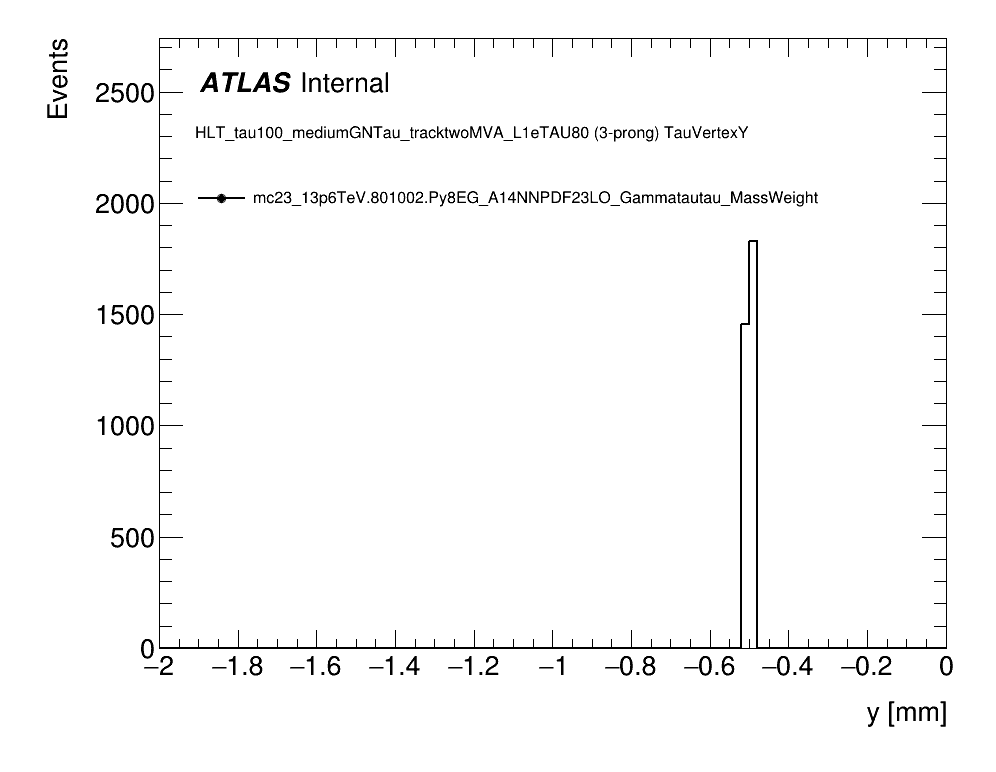 Events
2500
ATLAS Internal
HLT_tau100_mediumGNTau_tracktwoMVA_L1eTAU80 (3-prong) TauVertexY
2000
mc23_13p6TeV.801002.Py8EG_A14NNPDF23LO_Gammatautau_MassWeight
1500
1000
500
0
−2 −1.8 −1.6 −1.4 −1.2 −1 −0.8 −0.6 −0.4 −0.2 0
y [mm]